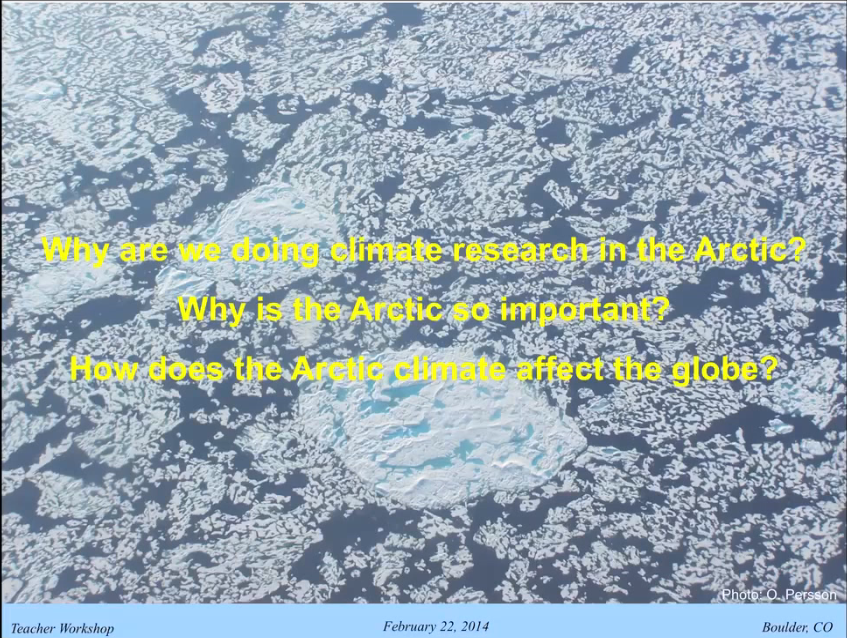 Why are we doing climate research in the Arctic?
Why is the Arctic so important?
How does the Arctic climate affect the globe?
Photo: O. Persson
Teacher Workshop
February 22, 2014
Boulder, CO